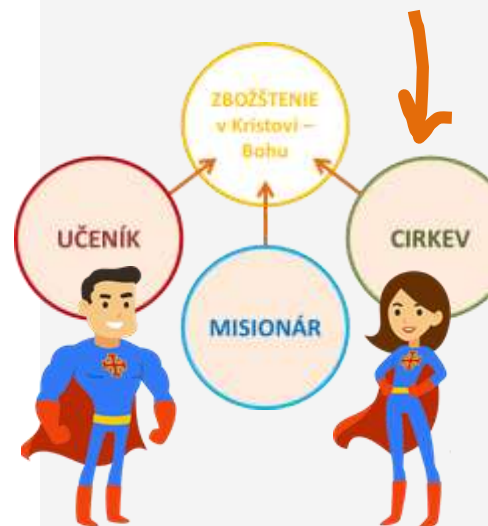 ZBOŽŠTENIE
v Kristovi –
Bohu
UČENÍK
CIRKEV
MISIONÁR